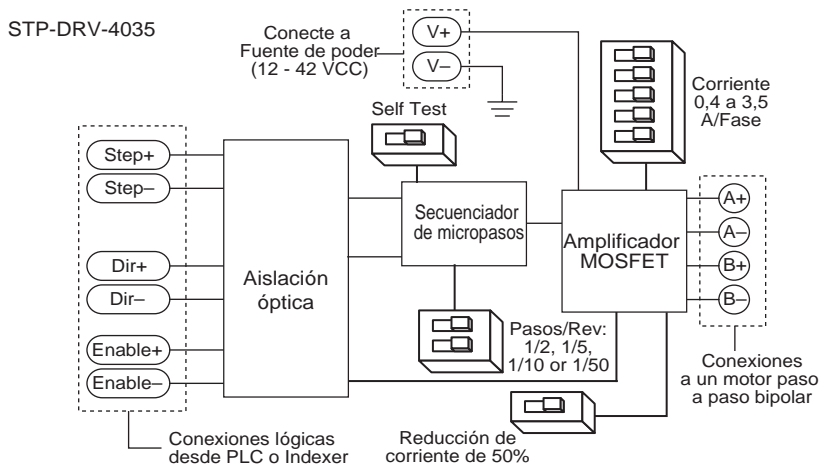 STP-DRV-4035
Conecte a
Fuente de poder
(12 - 42 VCC)
V+
V–
Corriente
0,4 a 3,5
A/Fase
Self Test
Step+
Step–
Dir+
Dir–
Enable+
Enable–
Aislación
óptica
Secuenciador
de micropasos
Amplificador
MOSFET
A+
A–
B+
B–
Pasos/Rev:
1/2, 1/5,
1/10 or 1/50
Conexiones
a un motor paso
a paso bipolar
Conexiones lógicas
desde PLC o Indexer
Reducción de
corriente de 50%